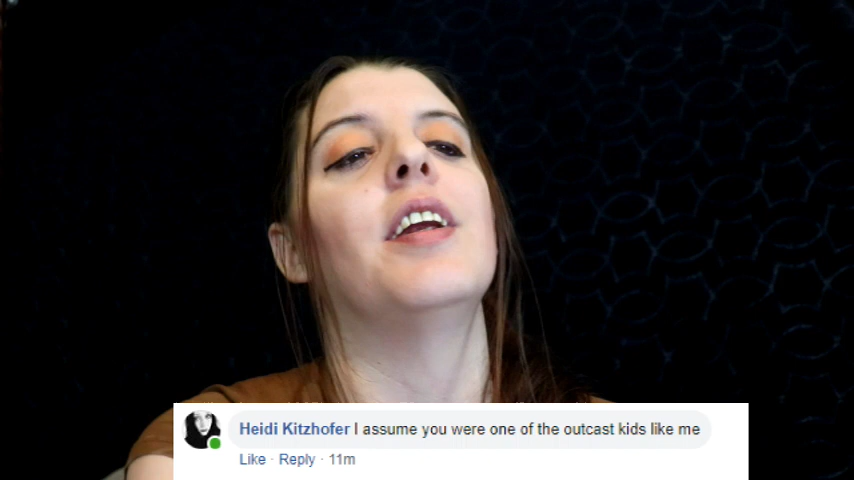 Heidi Kitzhofer I assume you were one of the outcast kids like me
Like · Reply · 11m